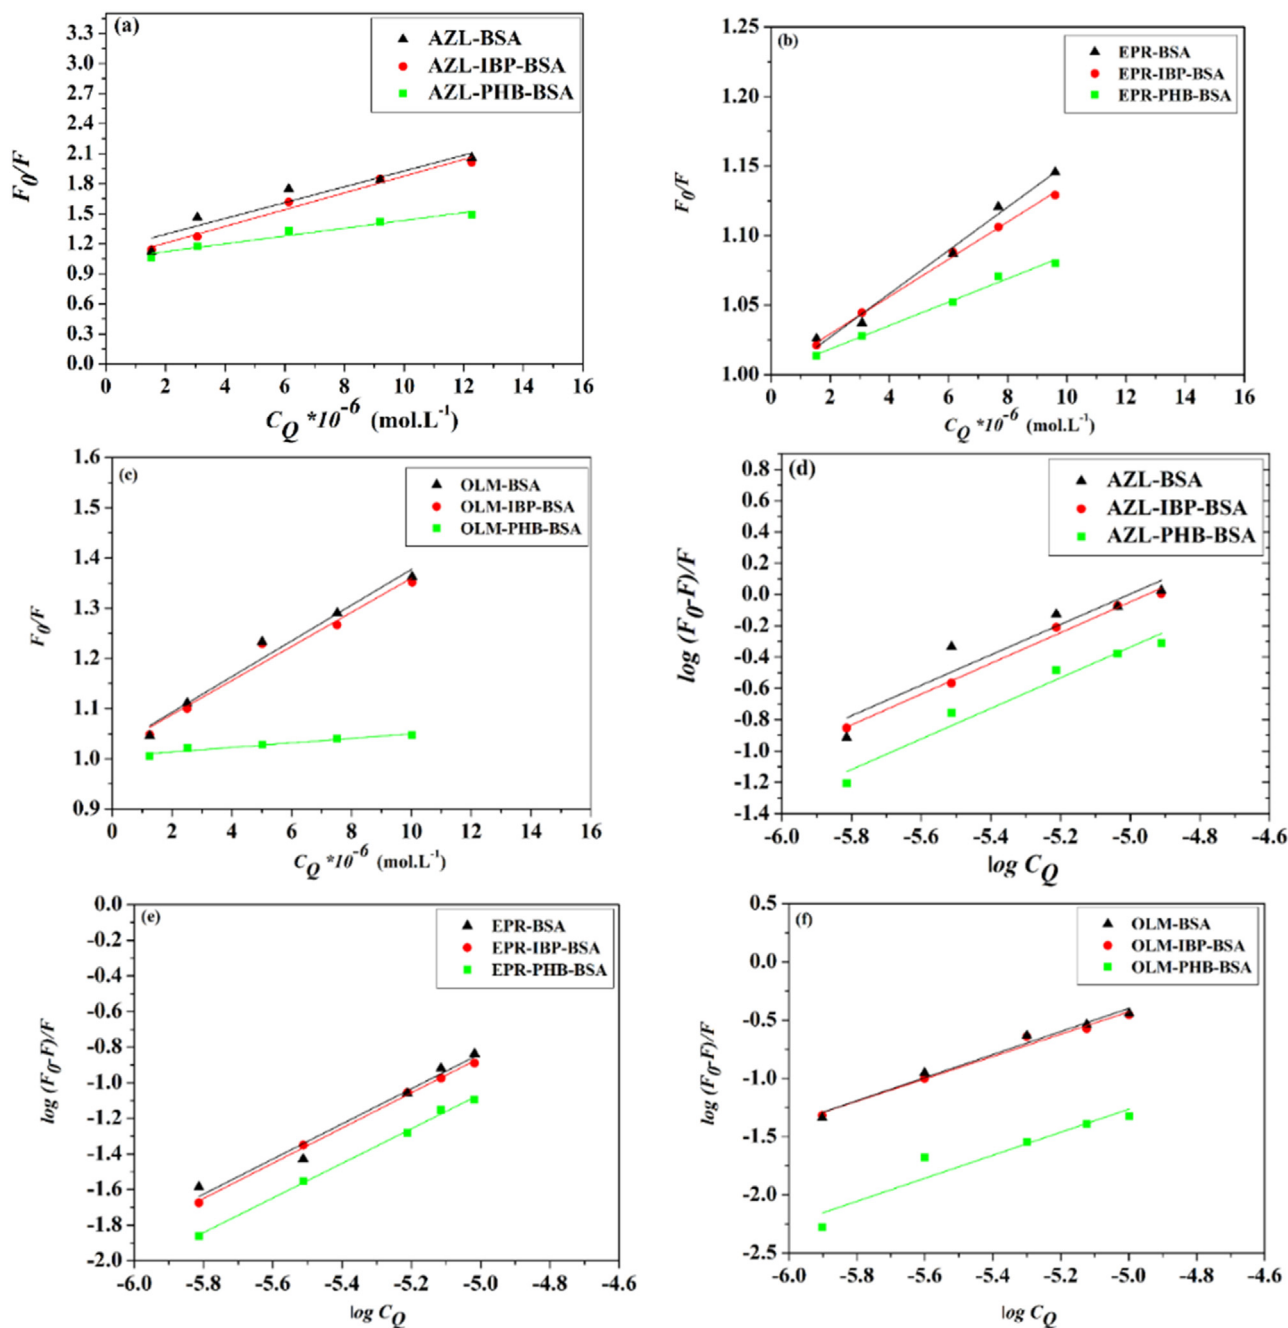 (a)
AZL-BSA
AZL-IBP-BSA
AZL-PHB-BSA
3.3
3.0
2.7
2.4
2.1
1.8
1.5
1.2
0.9
0.6
0.3
0.0
F0/F
2 4 6 8 10 12 14 16
CQ *10-6 (mol.L-1)
(b)
EPR-BSA
EPR-IBP-BSA
EPR-PHB-BSA
1.25
1.20
1.15
1.10
1.05
1.00
F0/F
0 2 4 6 8 10 12 14 16
CQ *10-6 (mol.L-1)
(c)
OLM-BSA
OLM-IBP-BSA
OLM-PHB-BSA
1.6
1.5
1.4
1.3
1.2
1.1
1.0
0.9
F0/F
0 2 4 6 8 10 12 14 16
CQ *10-6 (mol.L-1)
(d)
AZL-BSA
AZL-IBP-BSA
AZL-PHB-BSA
0.8
0.6
0.4
0.2
0.0
-0.2
-0.4
-0.6
-0.8
-1.0
-1.2
-1.4
log (F0-F)/F
-6.0 -5.8 -5.6 -5.4 -5.2 -5.0 -4.8 -4.6
log CQ
(e)
EPR-BSA
EPR-IBP-BSA
EPR-PHB-BSA
0.0
-0.2
-0.4
-0.6
-0.8
-1.0
-1.2
-1.4
-1.6
-1.8
-2.0
log (F0-F)/F
-6.0 -5.8 -5.6 -5.4 -5.2 -5.0 -4.8 -4.6
log CQ
(f)
OLM-BSA
OLM-IBP-BSA
OLM-PHB-BSA
0.5
0.0
-0.5
-1.0
-1.5
-2.0
-2.5
log (F0-F)/F
-6.0 -5.8 -5.6 -5.4 -5.2 -5.0 -4.8 -4.6
log CQ